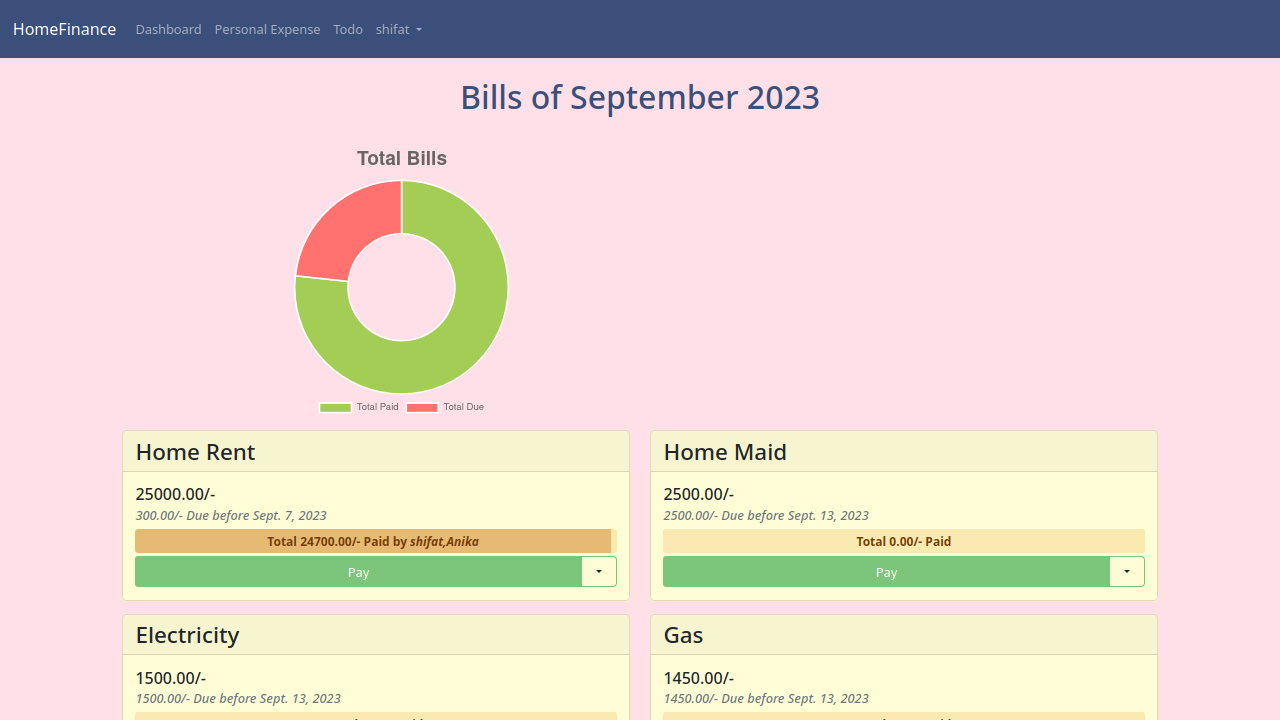 HomeFinance Dashboard Personal Expense Todo shifat
Bills of September 2023
Total Bills
Total Paid Total Due
Home Rent
25000.00/-
300.00/- Due before Sept. 7, 2023
Total 24700.00/- Paid by shifat,Anika
Pay
Home Maid
2500.00/-
2500.00/- Due before Sept. 13, 2023
Total 0.00/- Paid
Pay
Electricity
1500.00/-
1500.00/- Due before Sept. 13, 2023
Gas
1450.00/-
1450.00/- Due before Sept. 13, 2023